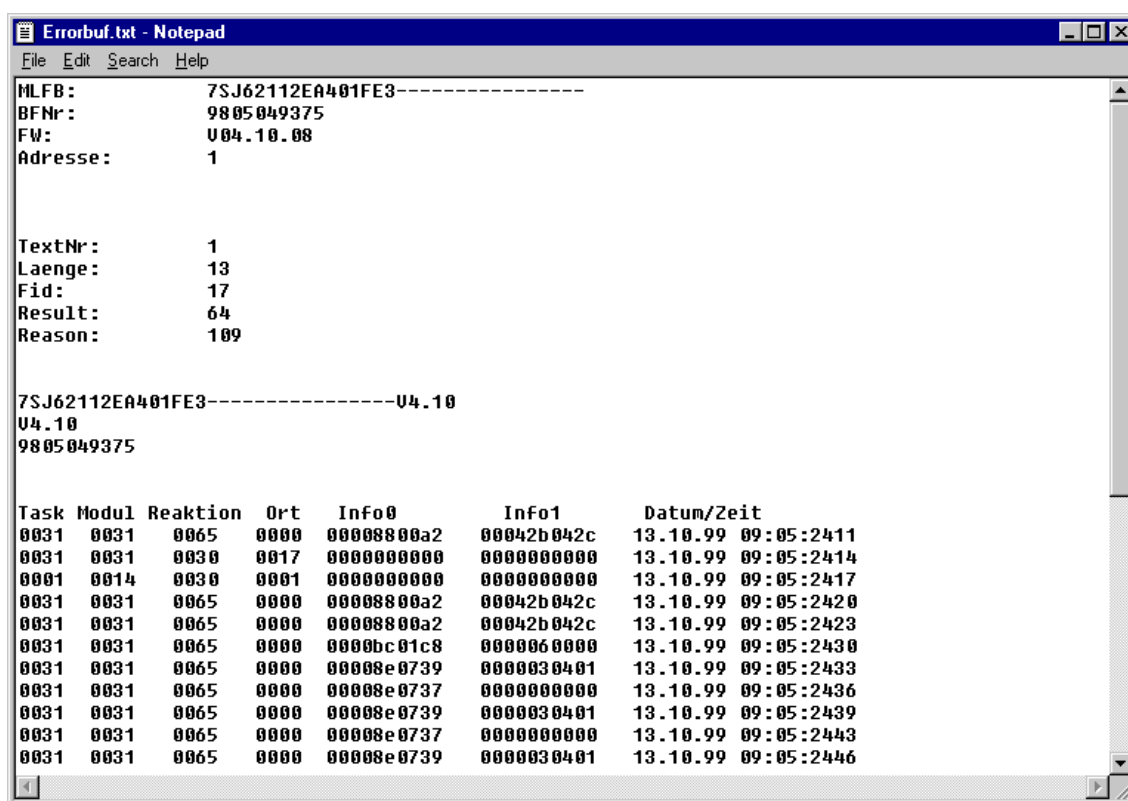 Errorbuf.txt - Notepad
File Edit Search Help
MLFB: 7SJ62112EA401FE3----------------
BFNr: 9805049375
FW: V04.10.08
Adresse: 1
TextNr: 1
Laenge: 13
Fid: 17
Result: 64
Reason: 109
7SJ62112EA401FE3----------------V4.10
V4.10
9805049375
Task Modul Reaktion Ort Info0 Info1 Datum/Zeit
0031 0031 0065 0000 00008800a2 00042b042c 13.10.99 09:05:2411
0031 0031 0030 0017 0000000000 0000000000 13.10.99 09:05:2414
0001 0014 0030 0001 0000000000 0000000000 13.10.99 09:05:2417
0031 0031 0065 0000 00008800a2 00042b042c 13.10.99 09:05:2420
0031 0031 0065 0000 00008800a2 00042b042c 13.10.99 09:05:2423
0031 0031 0065 0000 0000bc01c8 0000060000 13.10.99 09:05:2430
0031 0031 0065 0000 00008e0739 0000030401 13.10.99 09:05:2433
0031 0031 0065 0000 00008e0737 0000000000 13.10.99 09:05:2436
0031 0031 0065 0000 00008e0739 0000030401 13.10.99 09:05:2439
0031 0031 0065 0000 00008e0737 0000000000 13.10.99 09:05:2443
0031 0031 0065 0000 00008e0739 0000030401 13.10.99 09:05:2446